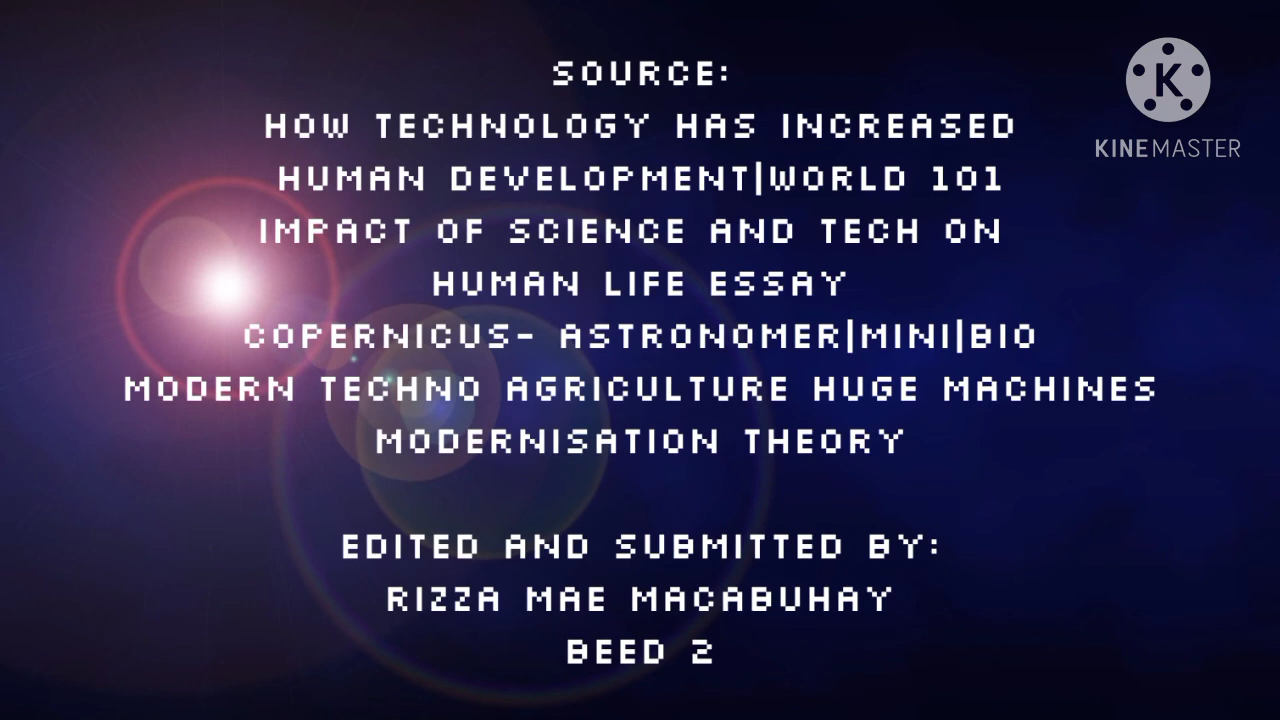 SOURCE:
HOW TECHNOLOGY HAS INCREASED
HUMAN DEVELOPMENT|WORLD 101
IMPACT OF SCIENCE AND TECH ON
HUMAN LIFE ESSAY
COPERNICUS- ASTRONOMER|MINI|BIO
MODERN TECHNO AGRICULTURE HUGE MACHINES
MODERNISATION THEORY
EDITED AND SUBMITTED BY:
RIZZA MAE MACABUHAY
BEED 2
K
KINEMASTER